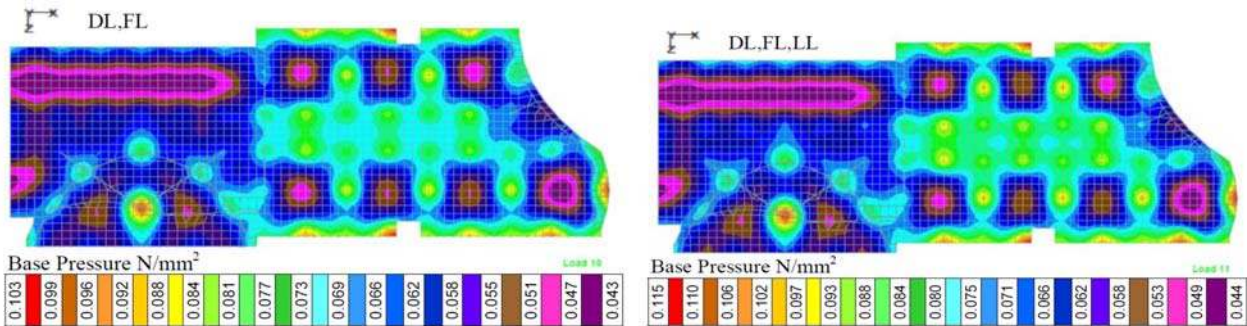 DL,FL
Base Pressure N/mm²
Load 10
0.103 0.099 0.096 0.092 0.088 0.084 0.081 0.077 0.073 0.069 0.066 0.062 0.058 0.055 0.051 0.047 0.043
DL,FL,LL
Base Pressure N/mm²
Load 11
0.115 0.110 0.106 0.102 0.097 0.093 0.088 0.084 0.080 0.075 0.071 0.066 0.062 0.058 0.053 0.049 0.044